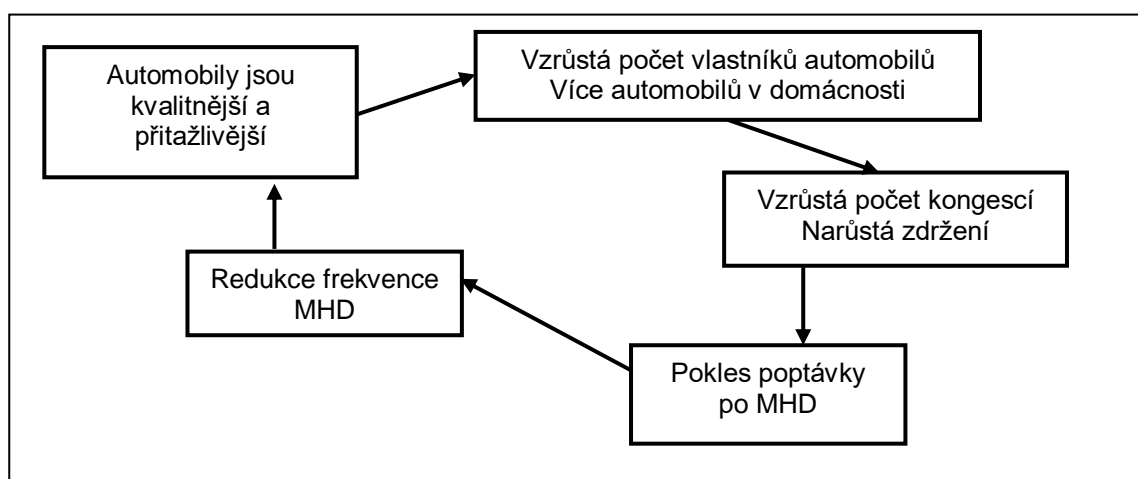 Automobily jsou
kvalitnější a
přitažlivější
Vzrůstá počet vlastníků automobilů
Více automobilů v domácnosti
Vzrůstá počet kongescí
Narůstá zdržení
Pokles poptávky
po MHD
Redukce frekvence
MHD